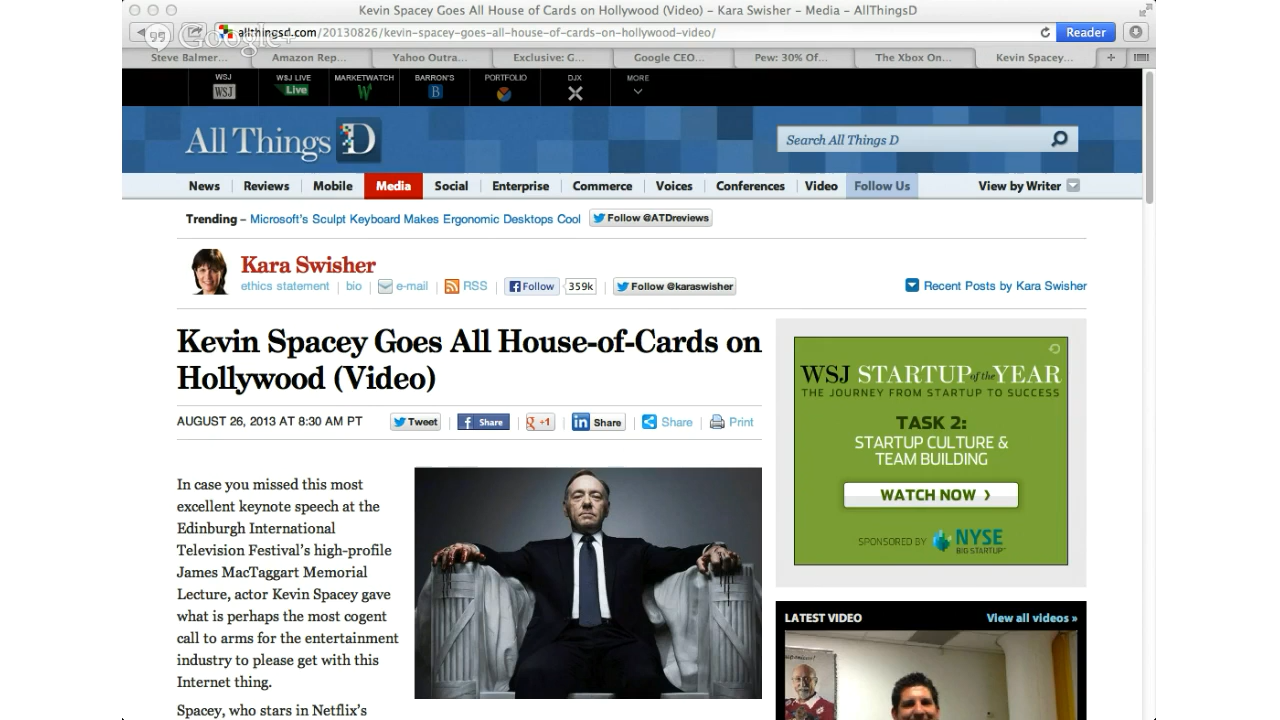 Kevin Spacey Goes All House of Cards on Hollywood (Video) – Kara Swisher – Media – AllThingsD
Google+
allthingsd.com/20130826/kevin-spacey-goes-all-house-of-cards-on-hollywood-video/
Reader
Steve Balmer... Amazon Rep... Yahoo Outra... Exclusive: G... Google CEO... Pew: 30% Of... The Xbox On... Kevin Spacey... +
WSJ WSJ LIVE MARKETWATCH BARRON'S PORTFOLIO DJX MORE
WSJ Live W B X
All Things D
Search All Things D
News Reviews Mobile Media Social Enterprise Commerce Voices Conferences Video Follow Us View by Writer
Trending – Microsoft's Sculpt Keyboard Makes Ergonomic Desktops Cool Follow @ATDreviews
Kara Swisher
ethics statement | bio | e-mail | RSS | Follow 359k | Follow @karaswisher
Recent Posts by Kara Swisher
Kevin Spacey Goes All House-of-Cards on
Hollywood (Video)
AUGUST 26, 2013 AT 8:30 AM PT Tweet | Share | g +1 | in Share | Share | Print
In case you missed this most
excellent keynote speech at the
Edinburgh International
Television Festival's high-profile
James MacTaggart Memorial
Lecture, actor Kevin Spacey gave
what is perhaps the most cogent
call to arms for the entertainment
industry to please get with this
Internet thing.
Spacey, who stars in Netflix's
WSJ STARTUP of the YEAR
THE JOURNEY FROM STARTUP TO SUCCESS
TASK 2:
STARTUP CULTURE &
TEAM BUILDING
WATCH NOW ›
SPONSORED BY NYSE
BIG STARTUP
LATEST VIDEO View all videos »